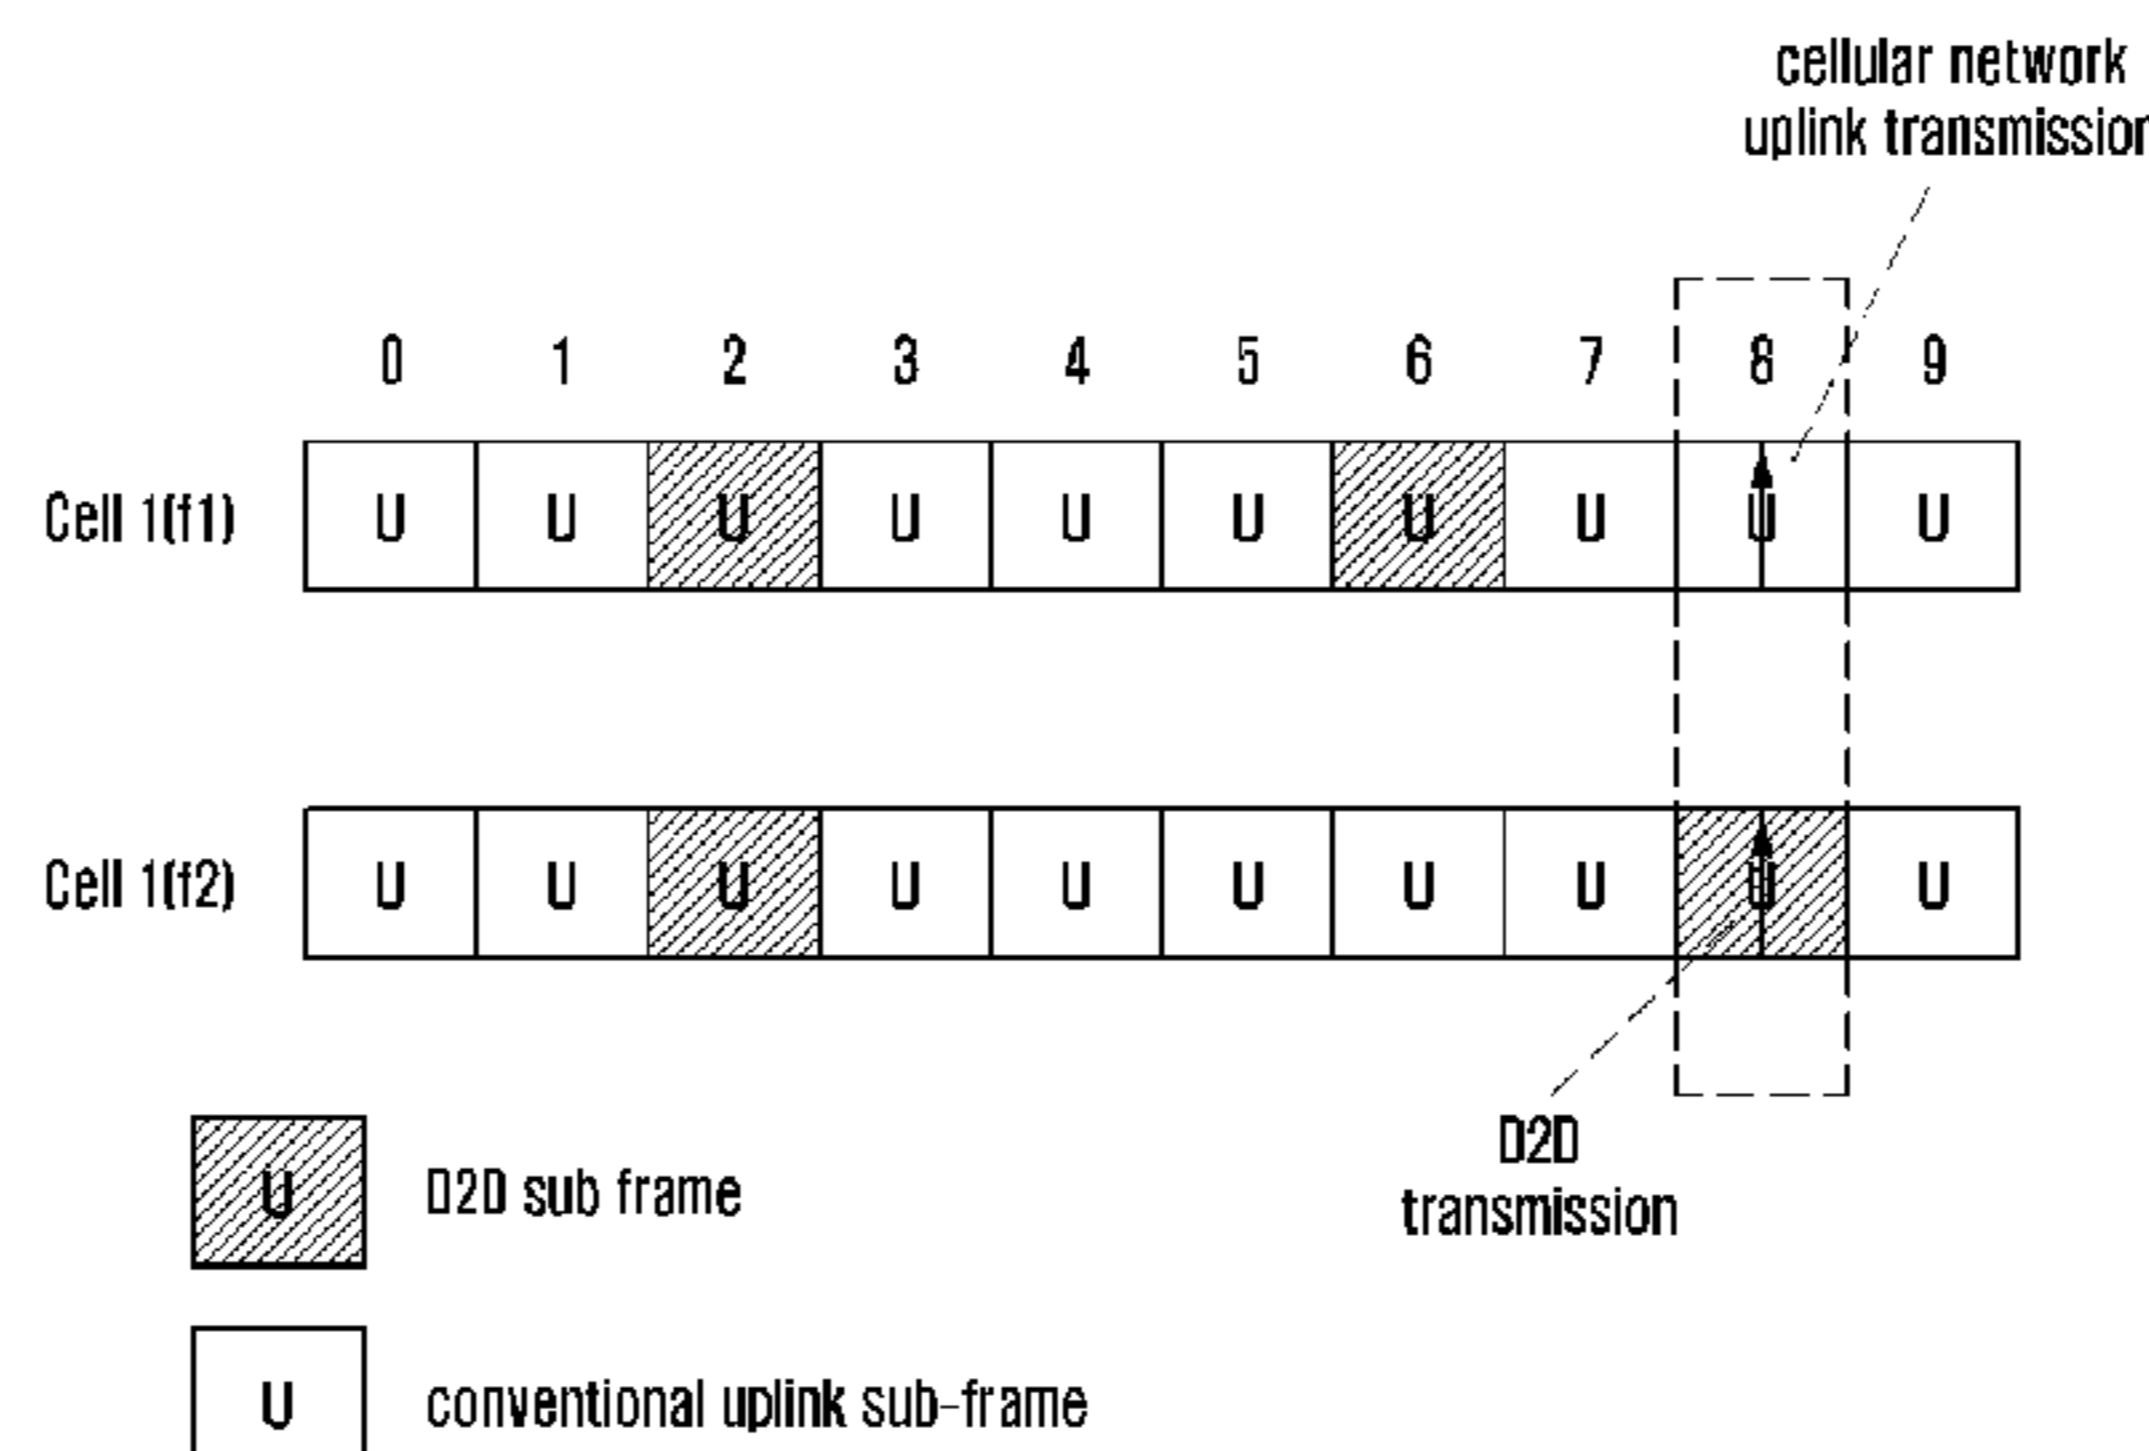 cellular network
uplink transmission
0 1 2 3 4 5 6 7 8 9
Cell 1(f1) U U U U U U U U U U
Cell 1(f2) U U U U U U U U U U
D2D
transmission
U D2D sub frame
U conventional uplink sub-frame